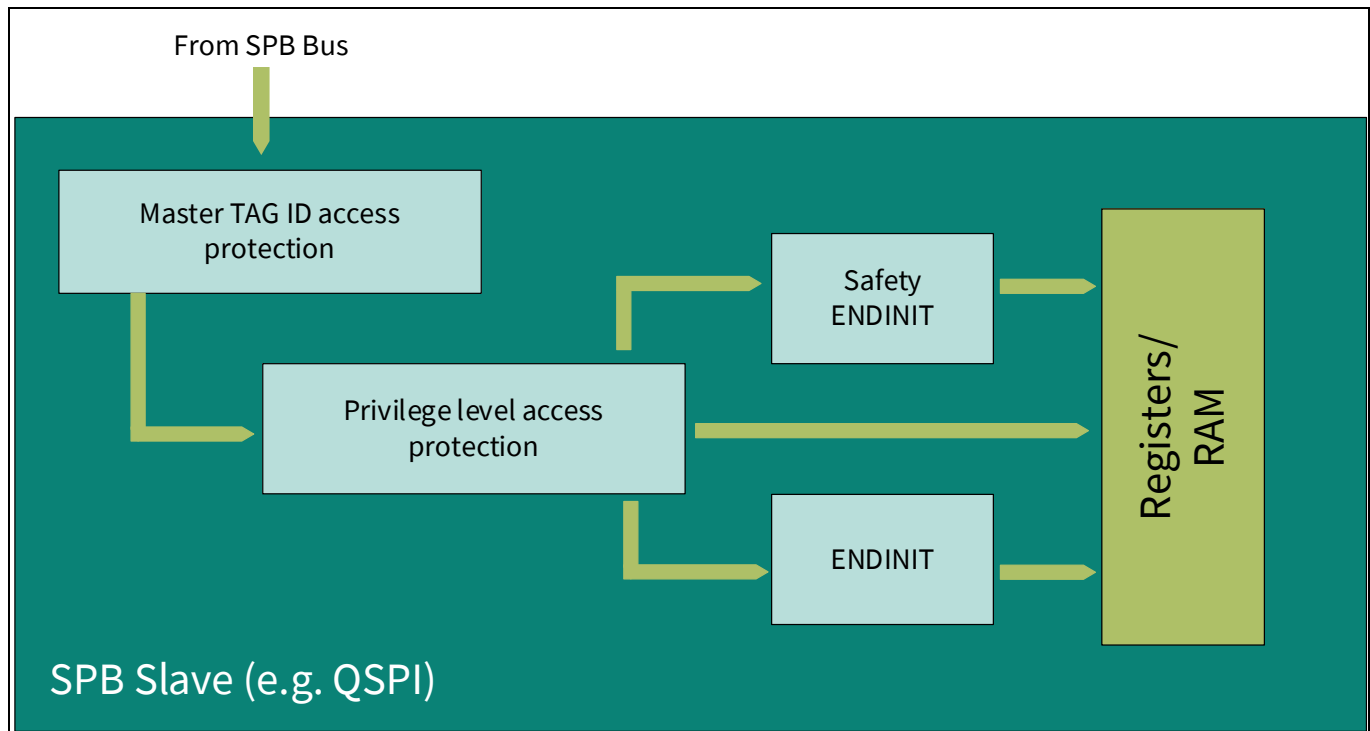 From SPB Bus
Master TAG ID access
protection
Safety
ENDINIT
Privilege level access
protection
Registers/
RAM
ENDINIT
SPB Slave (e.g. QSPI)